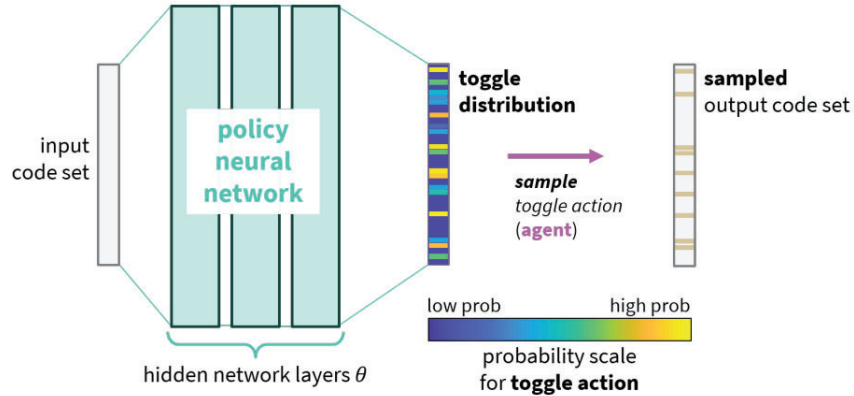 input
code set
policy
neural
network
hidden network layers θ
toggle
distribution
sample
toggle action
(agent)
sampled
output code set
low prob
high prob
probability scale
for toggle action